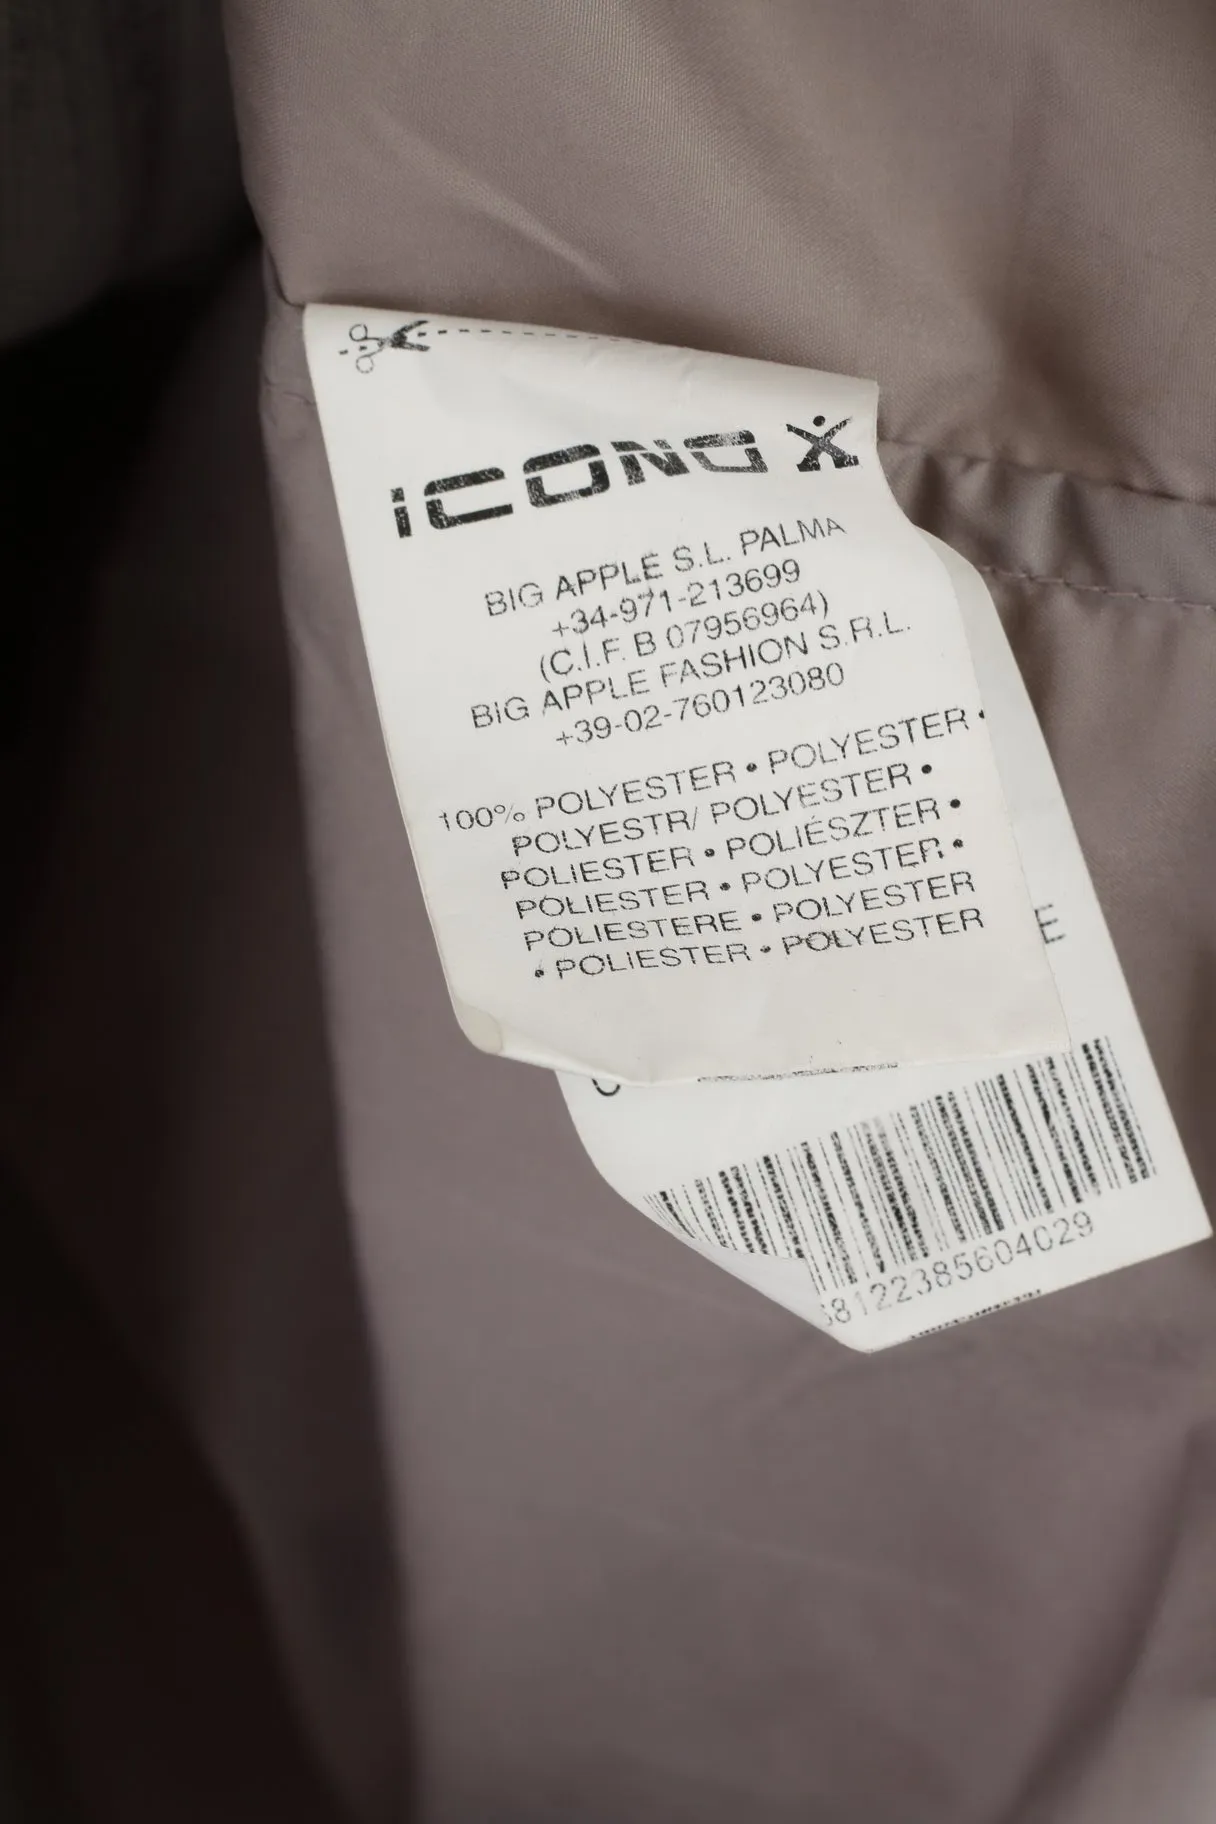 iCONO X
BIG APPLE S.L. PALMA
+34-971-213699
(C.I.F. B 07956964)
BIG APPLE FASHION S.R.L.
+39-02-760123080
100% POLYESTER • POLYESTER •
POLYESTR/ POLYESTER •
POLIESTER • POLIÉSZTER •
POLIESTER • POLYESTER •
POLIESTERE • POLYESTER
• POLIESTER • POLYESTER
E
8122385604029